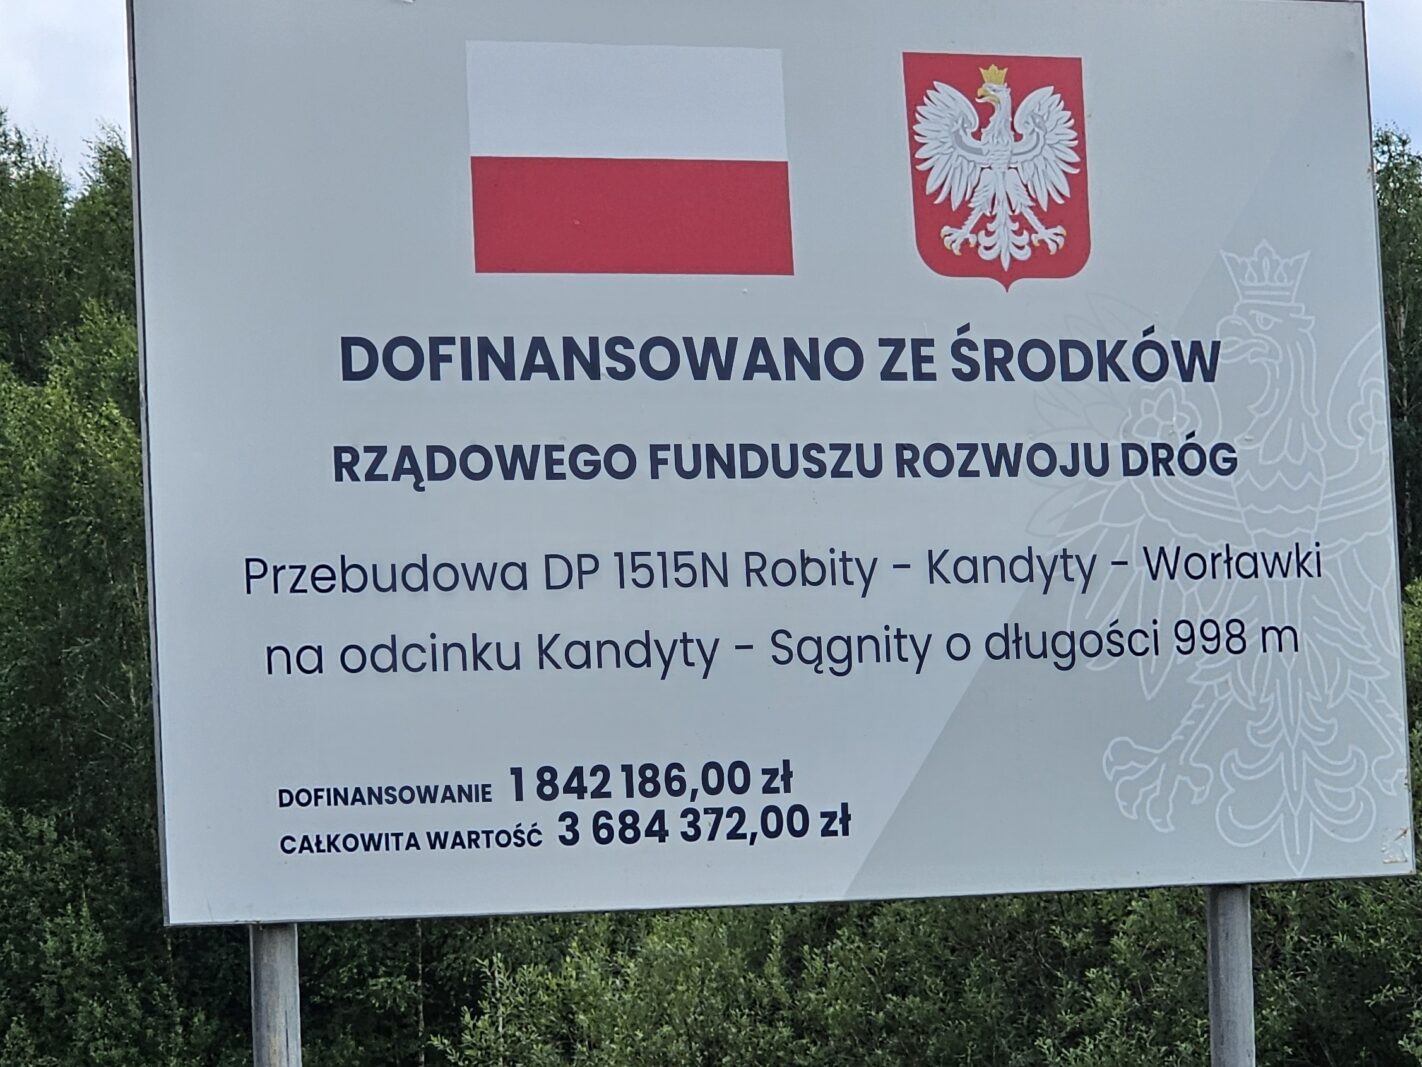 DOFINANSOWANO ZE ŚRODKÓW
RZĄDOWEGO FUNDUSZU ROZWOJU DRÓG
Przebudowa DP 1515N Robity - Kandyty - Worławki
na odcinku Kandyty - Sągnity o długości 998 m
DOFINANSOWANIE 1 842 186,00 zł
CAŁKOWITA WARTOŚĆ 3 684 372,00 zł